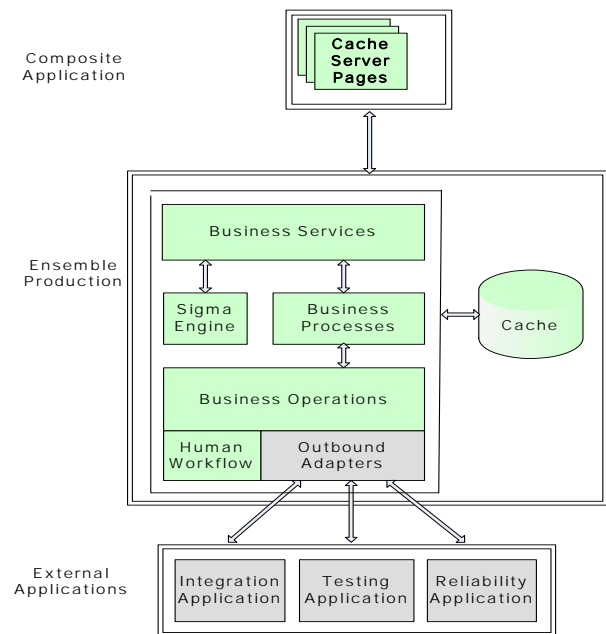 Composite
Application
Cache
Server
Pages
Ensemble
Production
Business Services
Sigma
Engine
Business
Processes
Cache
Business Operations
Human
Workflow
Outbound
Adapters
External
Applications
Integration
Application
Testing
Application
Reliability
Application